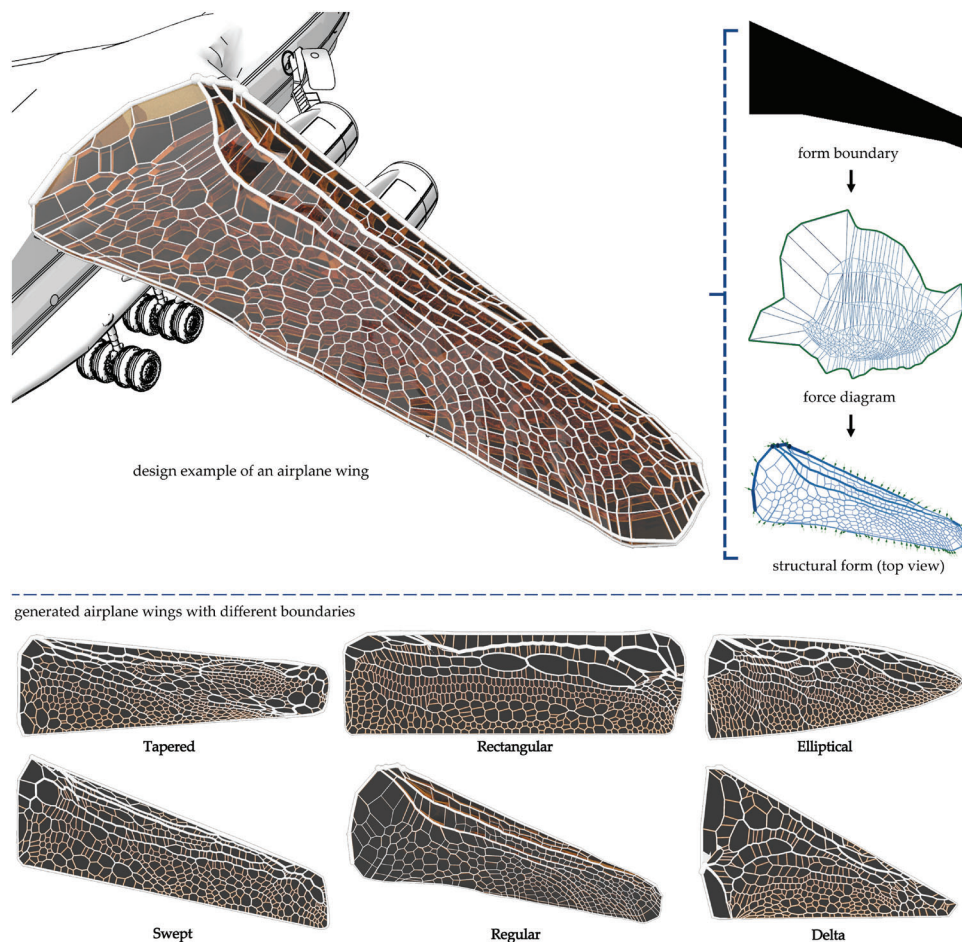 form boundary
force diagram
design example of an airplane wing
structural form (top view)
generated airplane wings with different boundaries
Tapered
Rectangular
Elliptical
Swept
Regular
Delta